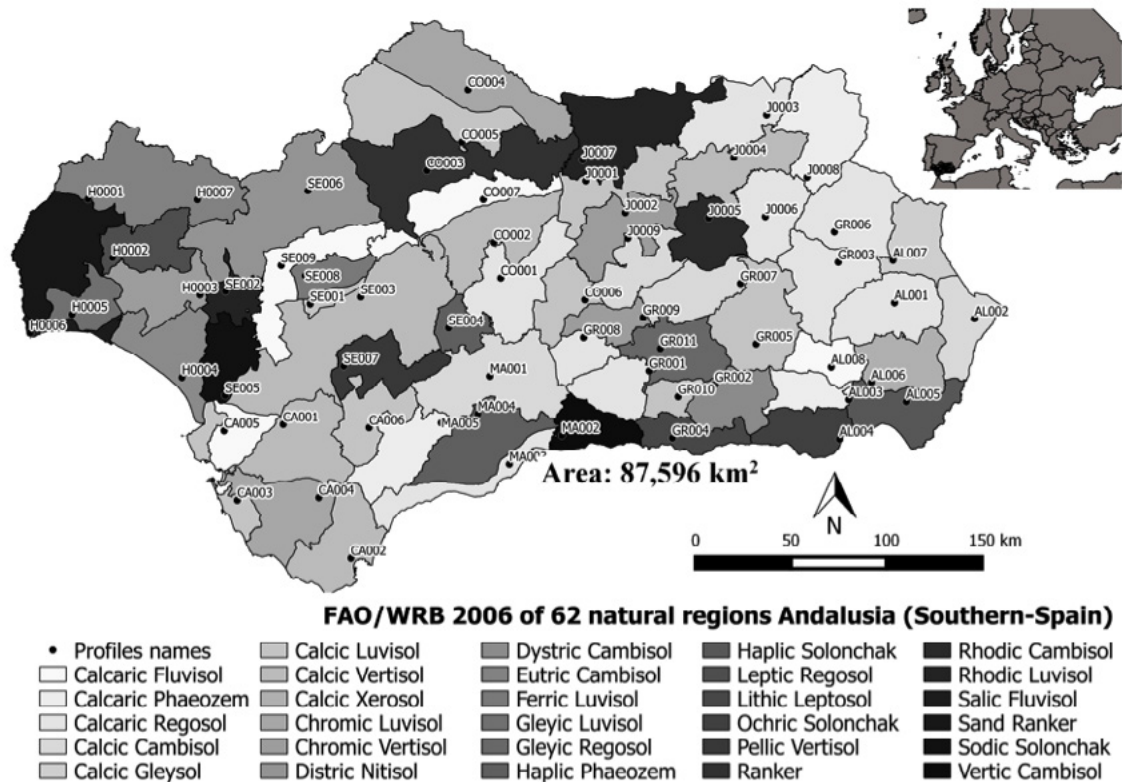 CO004
J0003
CO005
J0004
CO003
J0007
J0001
J0008
SE006
H0001
H0007
CO007
J0002
J0005
J0006
J0009
GR006
H0002
CO002
SE009
GR003
AL007
SE008
CO001
GR007
H0003
SE002
SE003
SE001
CO006
AL001
H0005
GR009
AL002
H0006
SE004
GR008
GR005
GR011
SE007
GR001
AL008
H0004
MA001
GR002
AL006
SE005
GR010
AL003
AL005
MA004
CA005
CA001
CA006
MA005
MA002
GR004
AL004
Area: 87,596 km²
CA003
CA004
N
0 50 100 150 km
CA002
FAO/WRB 2006 of 62 natural regions Andalusia (Southern-Spain)
Profiles names
Calcaric Fluvisol
Calcaric Phaeozem
Calcaric Regosol
Calcic Cambisol
Calcic Gleysol
Calcic Luvisol
Calcic Vertisol
Calcic Xerosol
Chromic Luvisol
Chromic Vertisol
Distric Nitisol
Dystric Cambisol
Eutric Cambisol
Ferric Luvisol
Gleyic Luvisol
Gleyic Regosol
Haplic Phaeozem
Haplic Solonchak
Leptic Regosol
Lithic Leptosol
Ochric Solonchak
Pellic Vertisol
Ranker
Rhodic Cambisol
Rhodic Luvisol
Salic Fluvisol
Sand Ranker
Sodic Solonchak
Vertic Cambisol